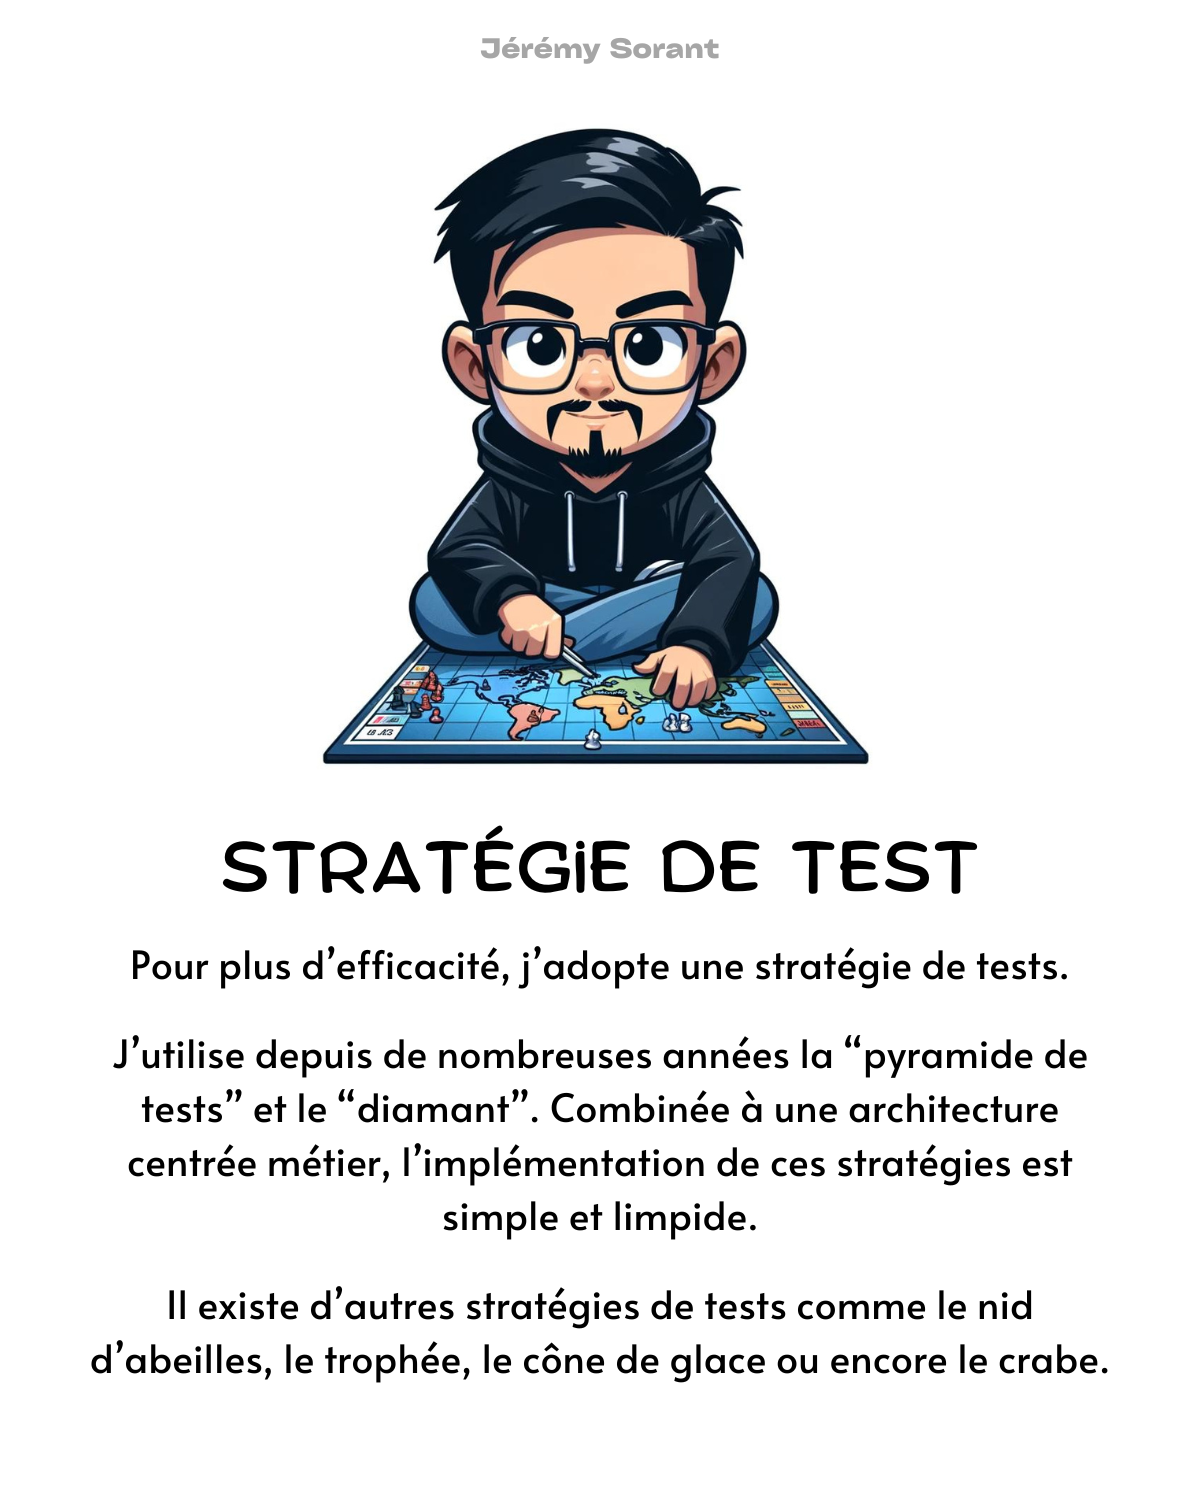 Jérémy Sorant
STRATÉGIE DE TEST
Pour plus d’efficacité, j’adopte une stratégie de tests.
J’utilise depuis de nombreuses années la “pyramide de
tests” et le “diamant”. Combinée à une architecture
centrée métier, l’implémentation de ces stratégies est
simple et limpide.
Il existe d’autres stratégies de tests comme le nid
d’abeilles, le trophée, le cône de glace ou encore le crabe.